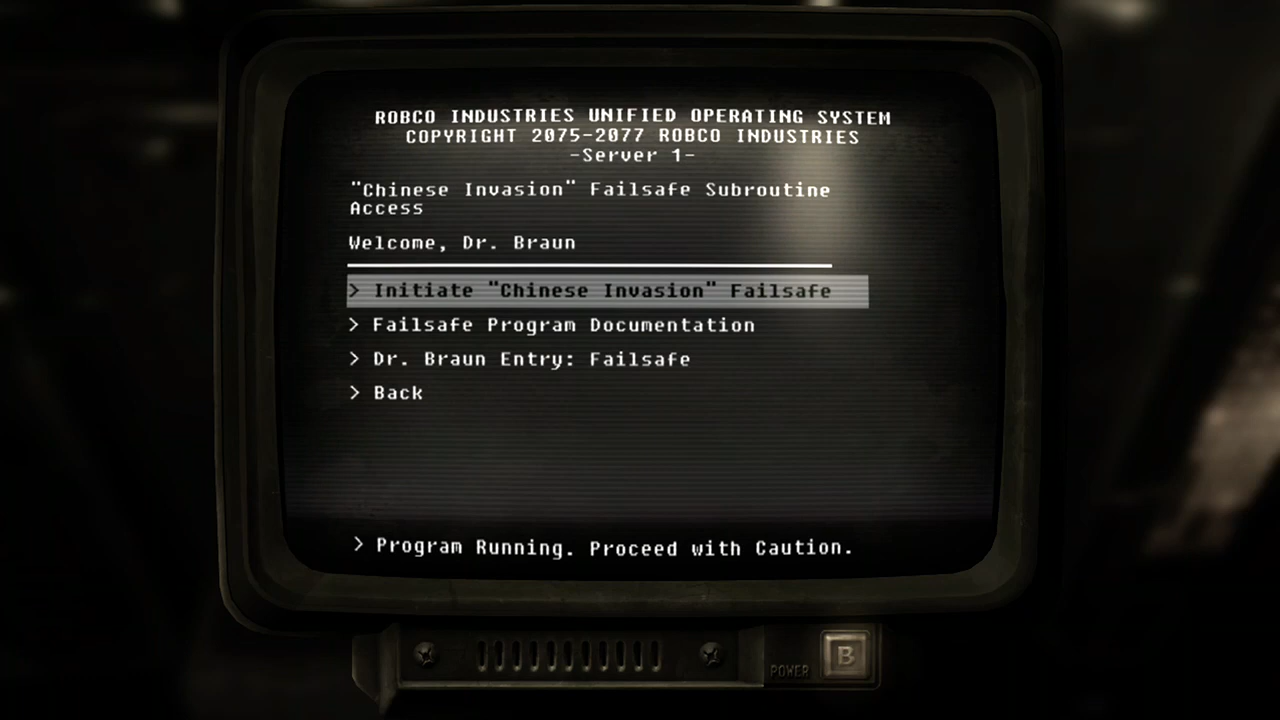 ROBCO INDUSTRIES UNIFIED OPERATING SYSTEM
COPYRIGHT 2075-2077 ROBCO INDUSTRIES
-Server 1-
"Chinese Invasion" Failsafe Subroutine
Access
Welcome, Dr. Braun
> Initiate "Chinese Invasion" Failsafe
> Failsafe Program Documentation
> Dr. Braun Entry: Failsafe
> Back
> Program Running. Proceed with Caution.
POWER B